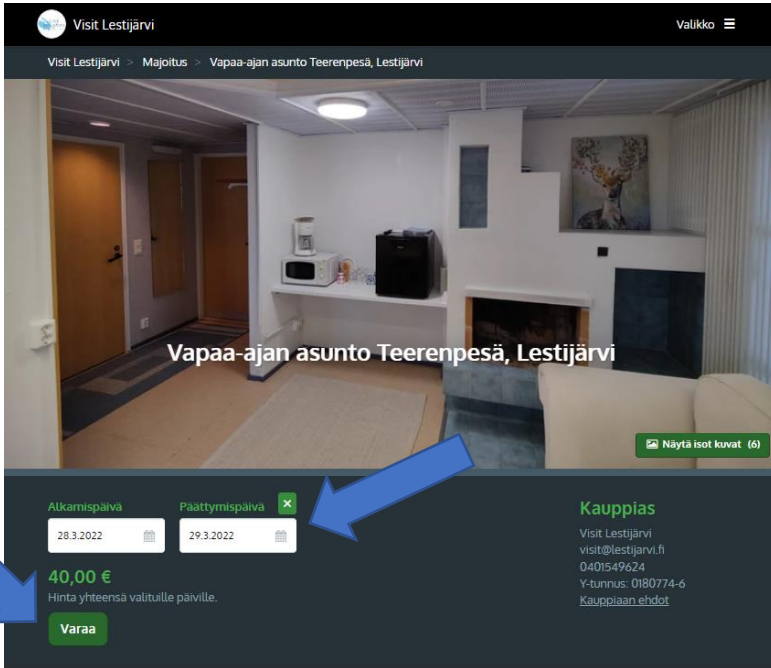 Visit Lestijärvi
Valikko
Visit Lestijärvi > Majoitus > Vapaa-ajan asunto Teerenpesä, Lestijärvi
Vapaa-ajan asunto Teerenpesä, Lestijärvi
Näytä isot kuvat (6)
Alkamispäivä
Päättymispäivä
28.3.2022
29.3.2022
40,00 €
Hinta yhteensä valituille päiville.
Varaa
Kauppias
Visit Lestijärvi
visit@lestijarvi.fi
0401549624
Y-tunnus: 0180774-6
Kauppiaan ehdot